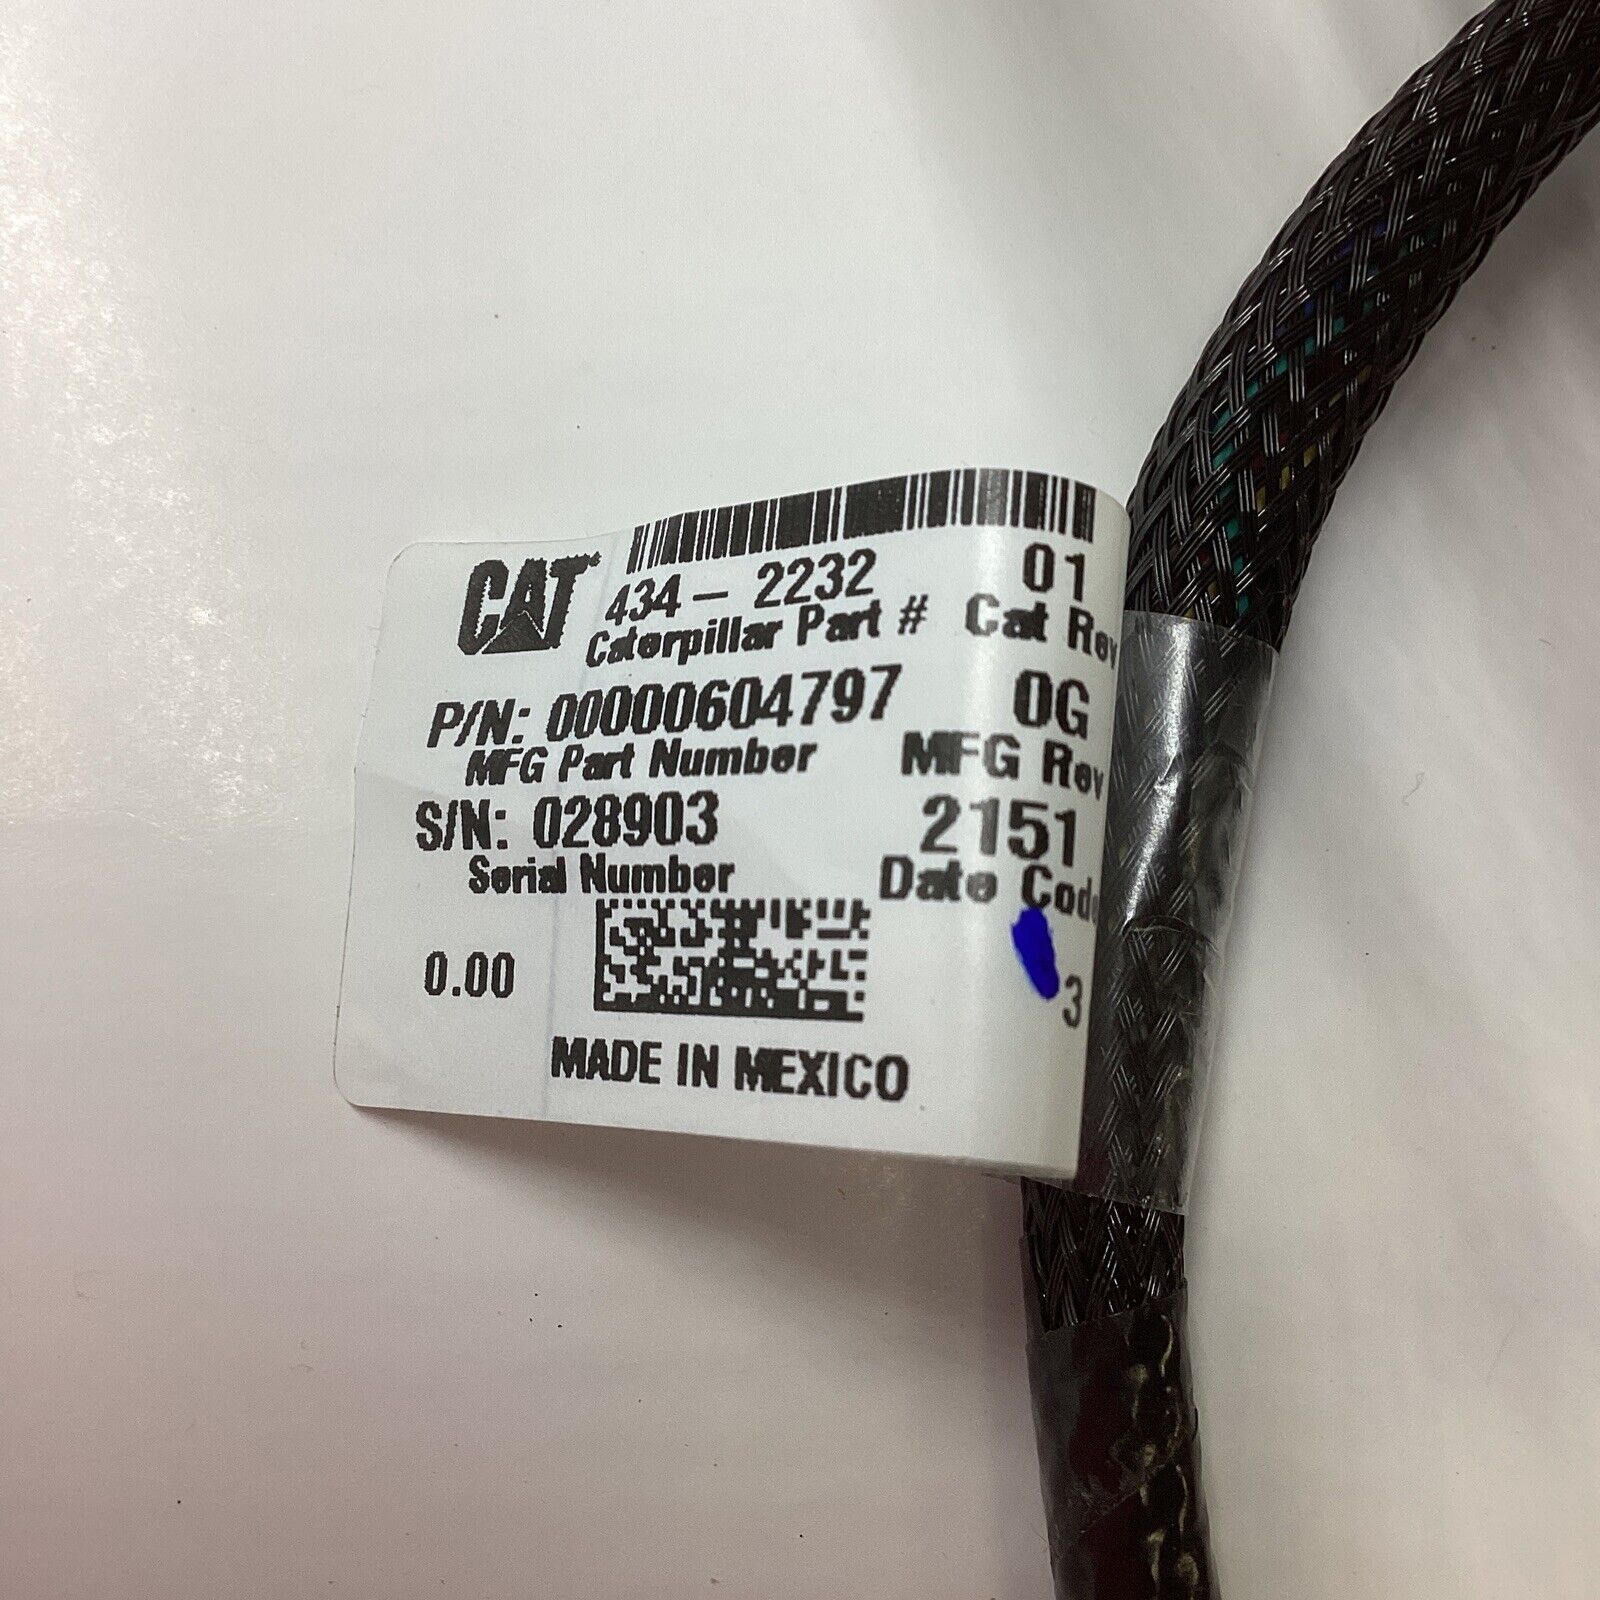 CAT
434-2232 01
Caterpillar Part # Cat Rev
P/N: 00000604797 0G
MFG Part Number MFG Rev
S/N: 028903 2151
Serial Number Date Code
0.00 3
MADE IN MEXICO